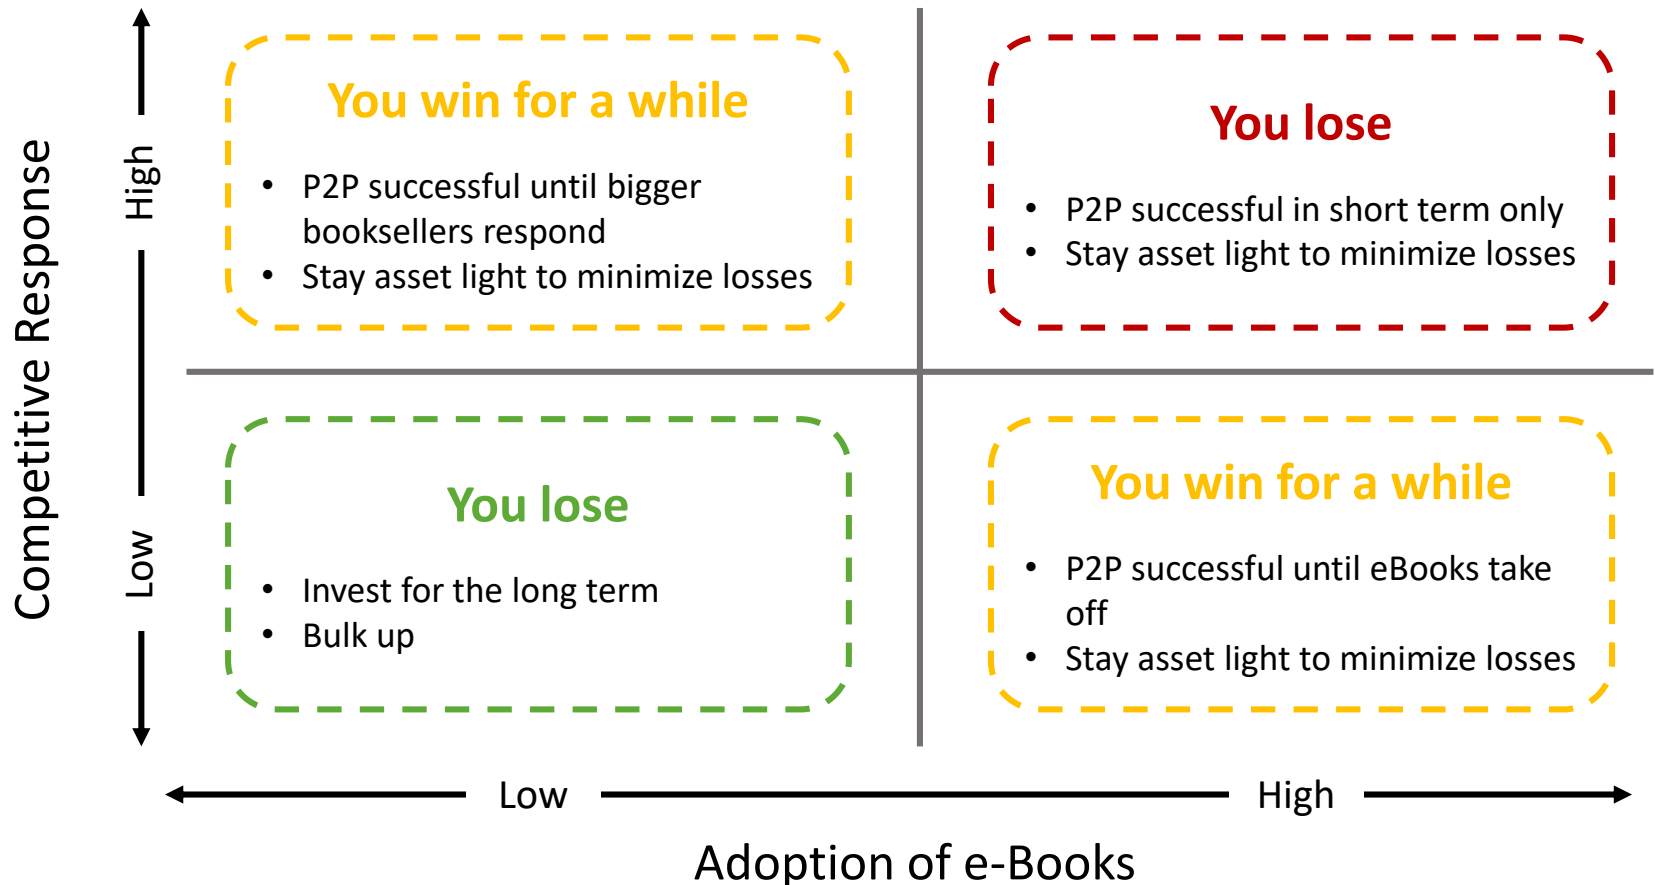 Competitive Response
High
Low
You win for a while
• P2P successful until bigger
booksellers respond
• Stay asset light to minimize losses
You lose
• P2P successful in short term only
• Stay asset light to minimize losses
You lose
• Invest for the long term
• Bulk up
You win for a while
• P2P successful until eBooks take
off
• Stay asset light to minimize losses
Low
High
Adoption of e-Books